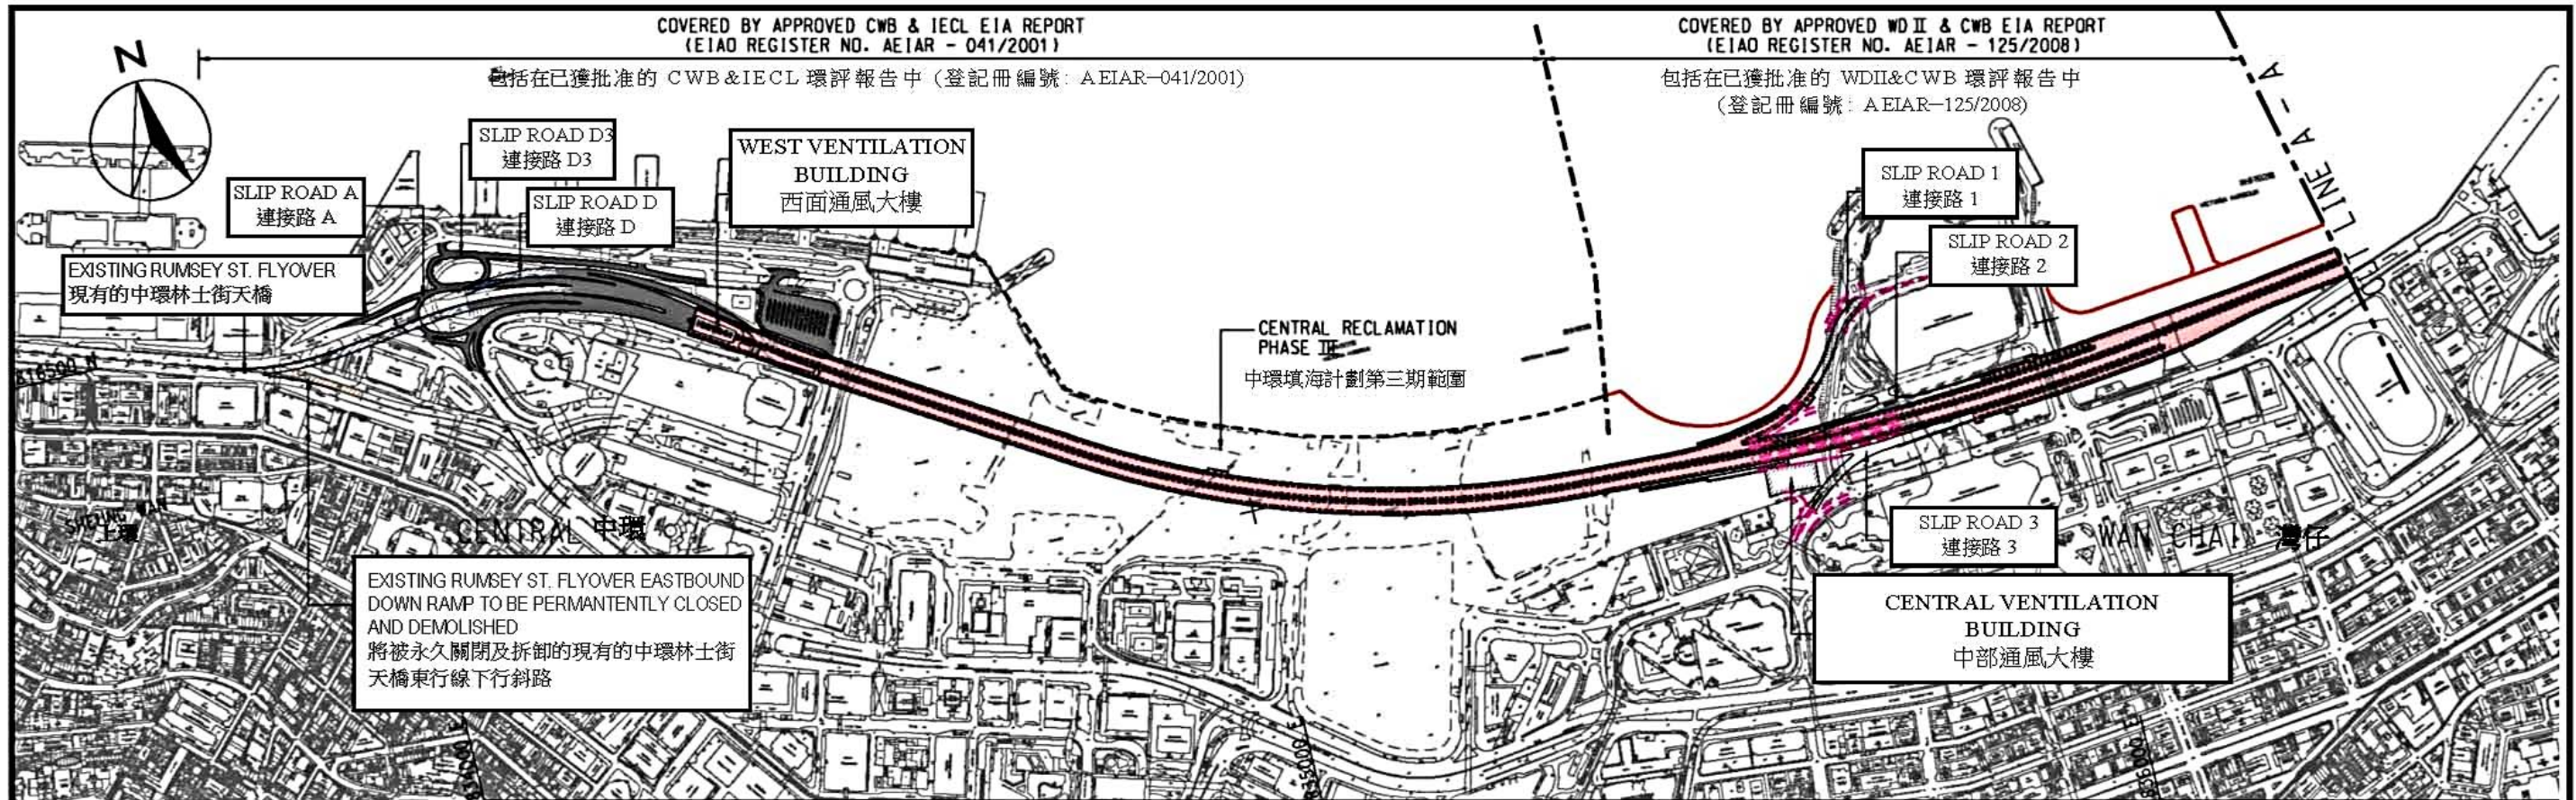 COVERED BY APPROVED CWB & IECL EIA REPORT
(EIAO REGISTER NO. AEIAR - 041/2001)
包括在已獲批准的 CWB&IECL 環評報告中 (登記冊編號: AEIAR-041/2001)
COVERED BY APPROVED WDII & CWB EIA REPORT
(EIAO REGISTER NO. AEIAR - 125/2008)
包括在已獲批准的 WDII&CWB 環評報告中
(登記冊編號: AEIAR-125/2008)
N
LINE A - A
SLIP ROAD D3
連接路 D3
WEST VENTILATION
BUILDING
西面通風大樓
SLIP ROAD A
連接路 A
SLIP ROAD D
連接路 D
SLIP ROAD 1
連接路 1
SLIP ROAD 2
連接路 2
EXISTING RUMSEY ST. FLYOVER
現有的中環林士街天橋
CENTRAL RECLAMATION
PHASE III
中環填海計劃第三期範圍
816500 N
SHEUNG WAN
上環
CENTRAL 中環
SLIP ROAD 3
連接路 3
WAN CHAI 灣仔
EXISTING RUMSEY ST. FLYOVER EASTBOUND
DOWN RAMP TO BE PERMANTENTLY CLOSED
AND DEMOLISHED
將被永久關閉及拆卸的現有的中環林士街
天橋東行線下行斜路
CENTRAL VENTILATION
BUILDING
中部通風大樓
834000 E
835000 E
836000 E